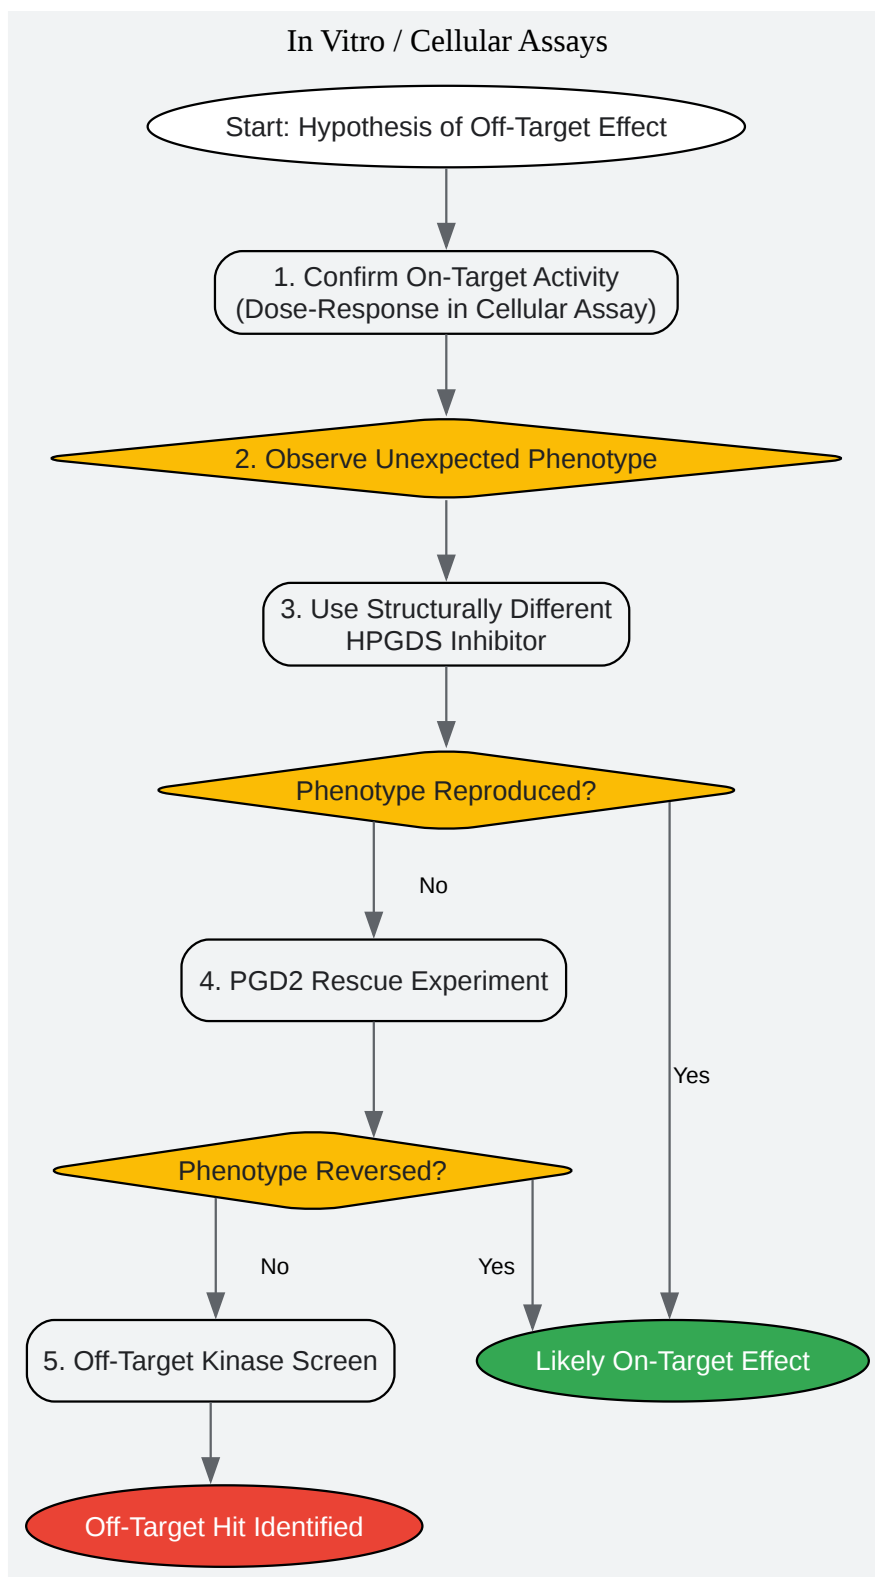 In Vitro / Cellular Assays
Start: Hypothesis of Off-Target Effect
1. Confirm On-Target Activity
(Dose-Response in Cellular Assay)
2. Observe Unexpected Phenotype
3. Use Structurally Different
HPGDS Inhibitor
Phenotype Reproduced?
No
4. PGD2 Rescue Experiment
Yes
Phenotype Reversed?
No
Yes
5. Off-Target Kinase Screen
Likely On-Target Effect
Off-Target Hit Identified